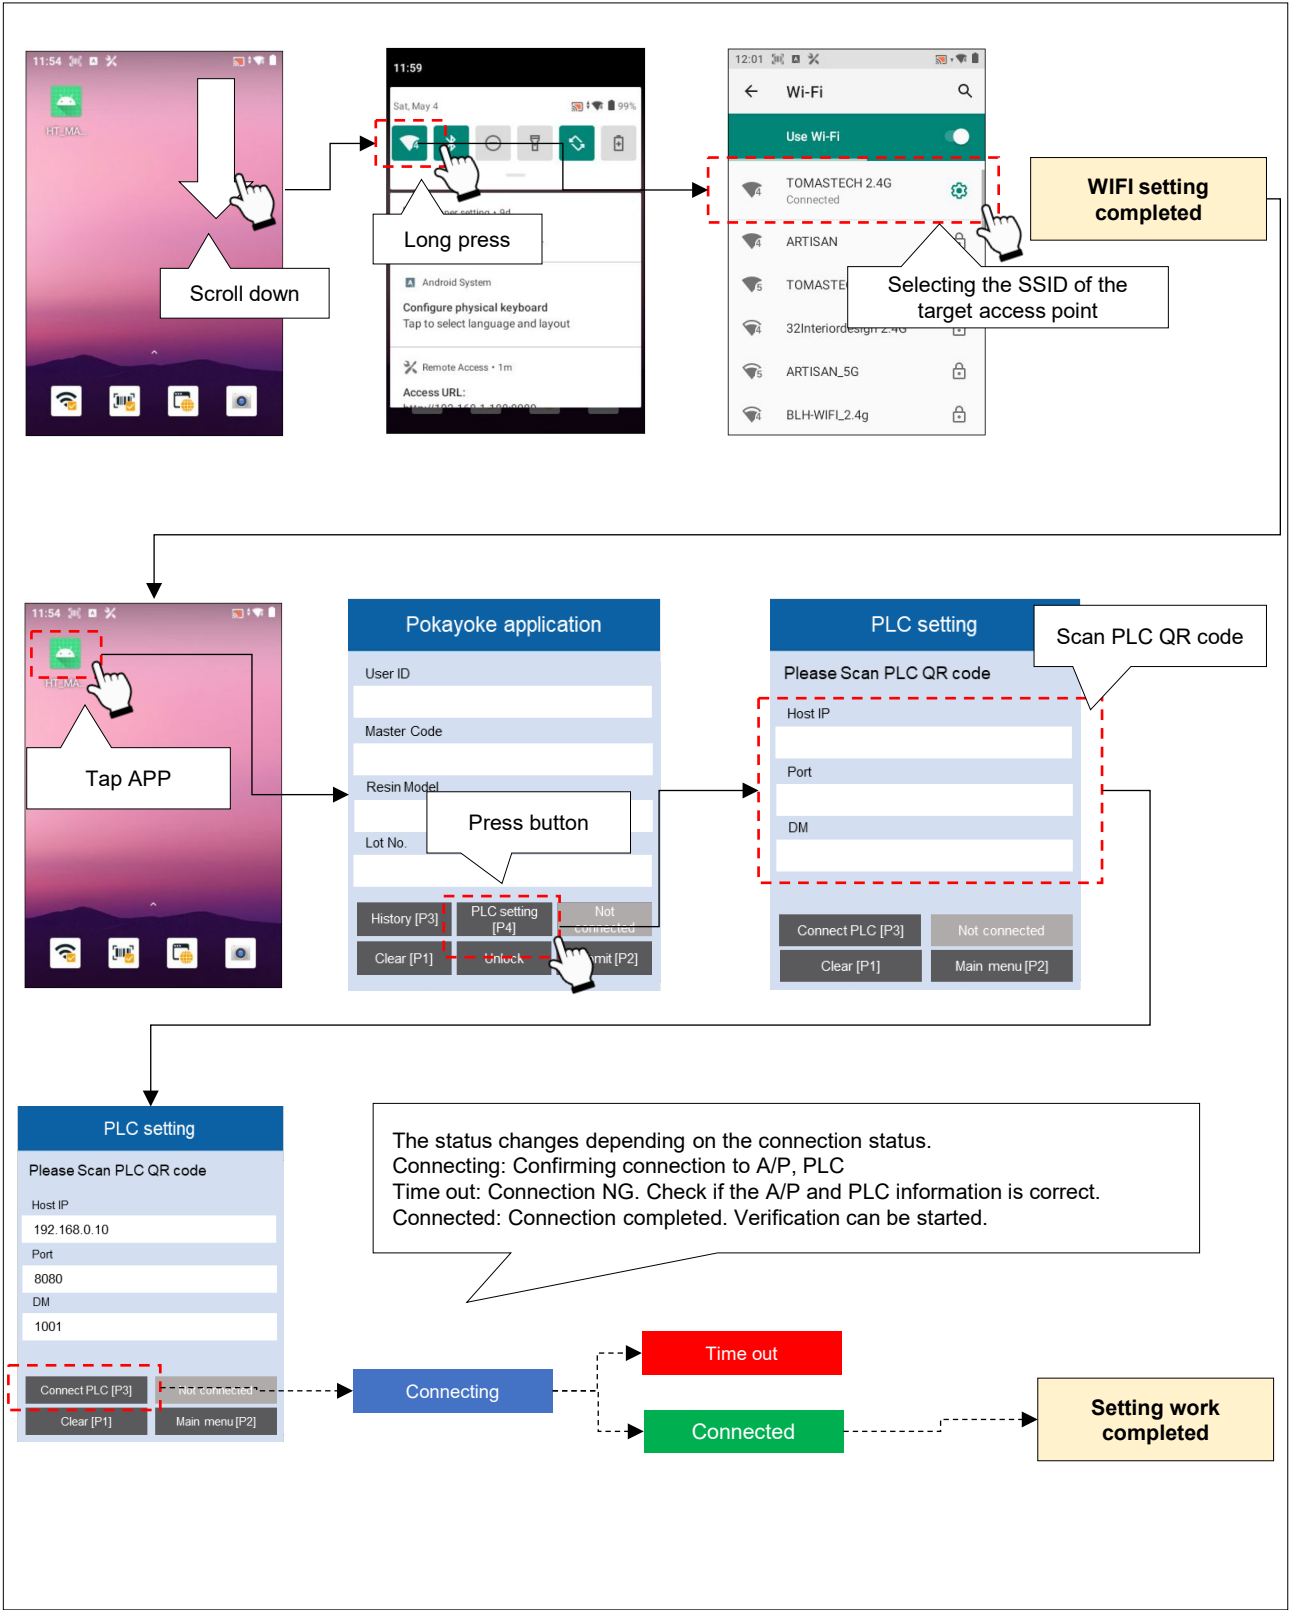 11:54
HT_MA...
Scroll down
11:59
Sat, May 4
99%
Long press
Android System
Configure physical keyboard
Tap to select language and layout
Remote Access • 1m
Access URL:
12:01
Wi-Fi
Use Wi-Fi
TOMASTECH 2.4G
Connected
ARTISAN
TOMASTE
32Interiordesign 2.4G
ARTISAN_5G
BLH-WIFI_2.4g
Selecting the SSID of the
target access point
WIFI setting
completed
11:54
HT_MA...
Tap APP
Pokayoke application
User ID
Master Code
Resin Model
Lot No.
Press button
History [P3]
PLC setting
[P4]
Not
connected
Clear [P1]
Unlock
mit [P2]
PLC setting
Please Scan PLC QR code
Host IP
Port
DM
Connect PLC [P3]
Not connected
Clear [P1]
Main menu [P2]
Scan PLC QR code
PLC setting
Please Scan PLC QR code
Host IP
192.168.0.10
Port
8080
DM
1001
Connect PLC [P3]
Not connected
Clear [P1]
Main menu [P2]
The status changes depending on the connection status.
Connecting: Confirming connection to A/P, PLC
Time out: Connection NG. Check if the A/P and PLC information is correct.
Connected: Connection completed. Verification can be started.
Connecting
Time out
Connected
Setting work
completed